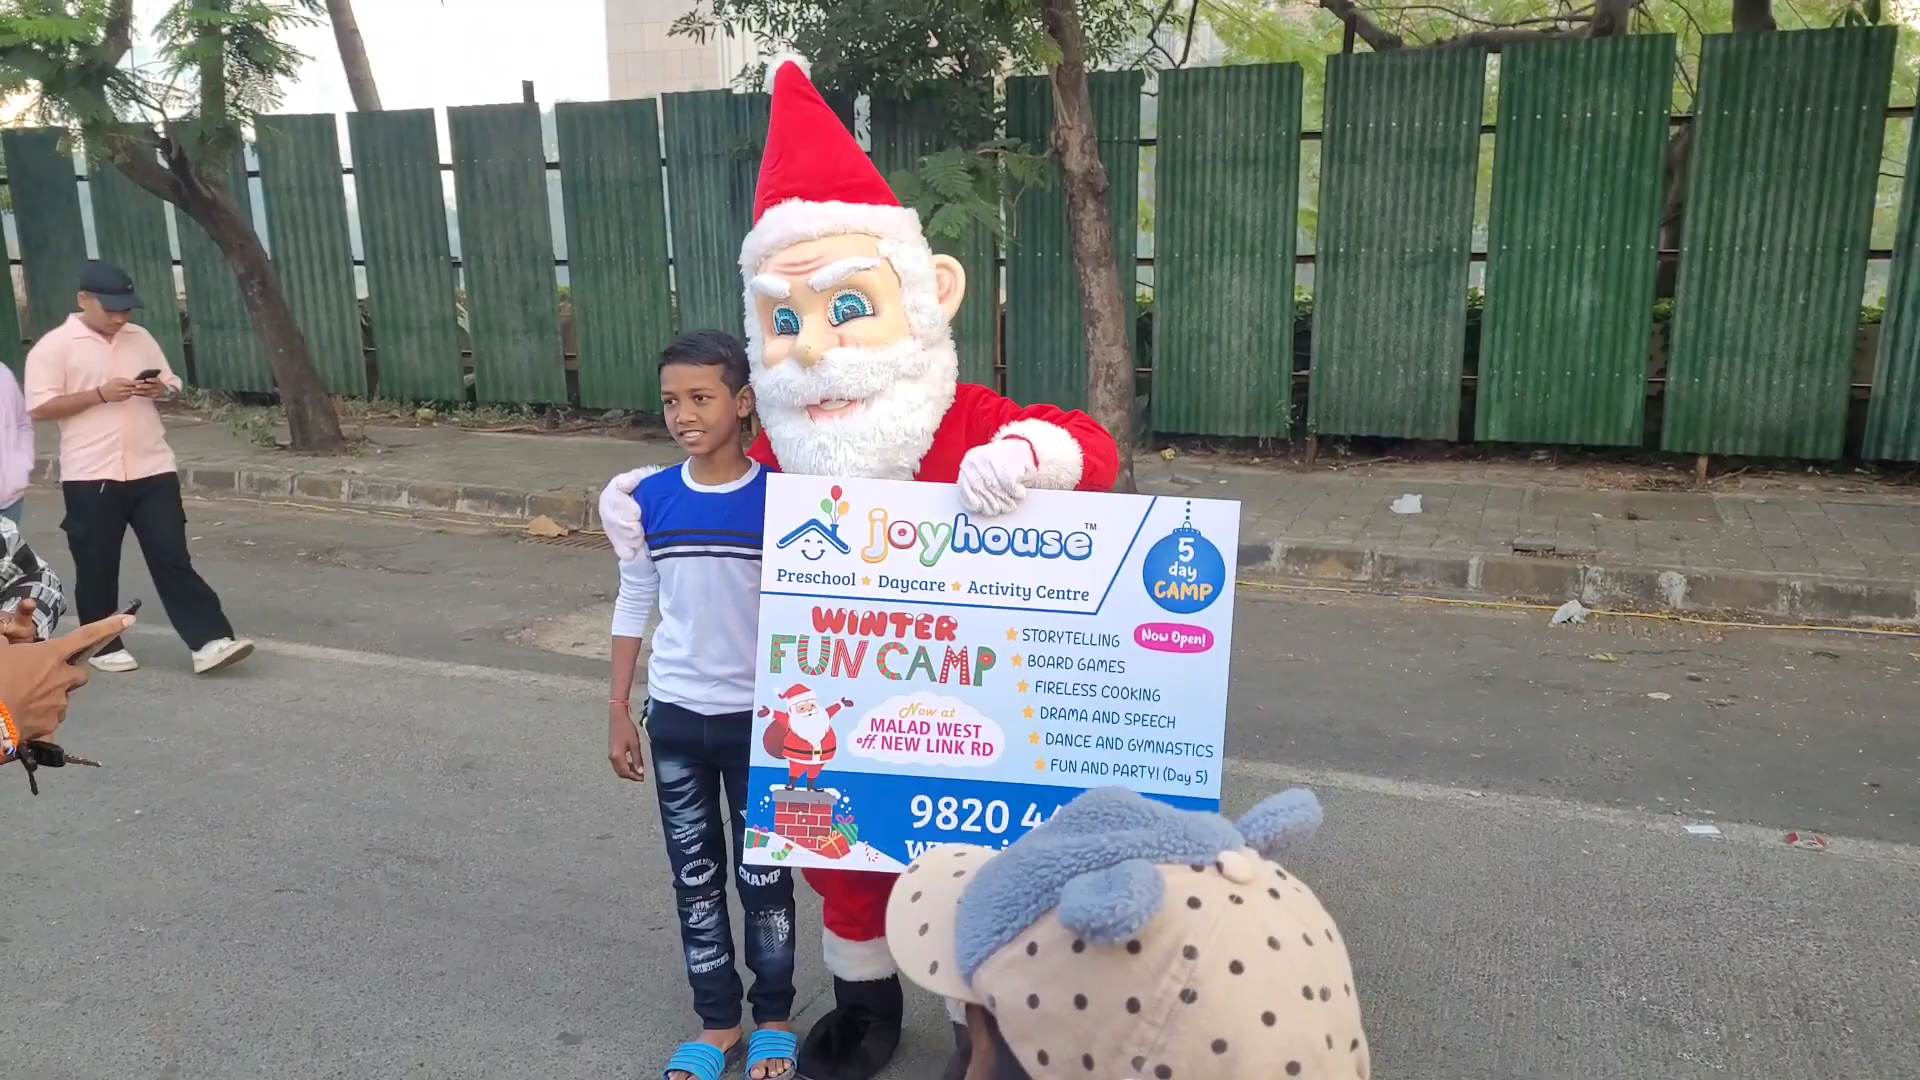 joyhouse™
Preschool ★ Daycare ★ Activity Centre
5
day
CAMP
WINTER
FUN CAMP
Now at
MALAD WEST
off. NEW LINK RD
Now Open!
★ STORYTELLING
★ BOARD GAMES
★ FIRELESS COOKING
★ DRAMA AND SPEECH
★ DANCE AND GYMNASTICS
★ FUN AND PARTY! (Day 5)
9820 4
CHAMP